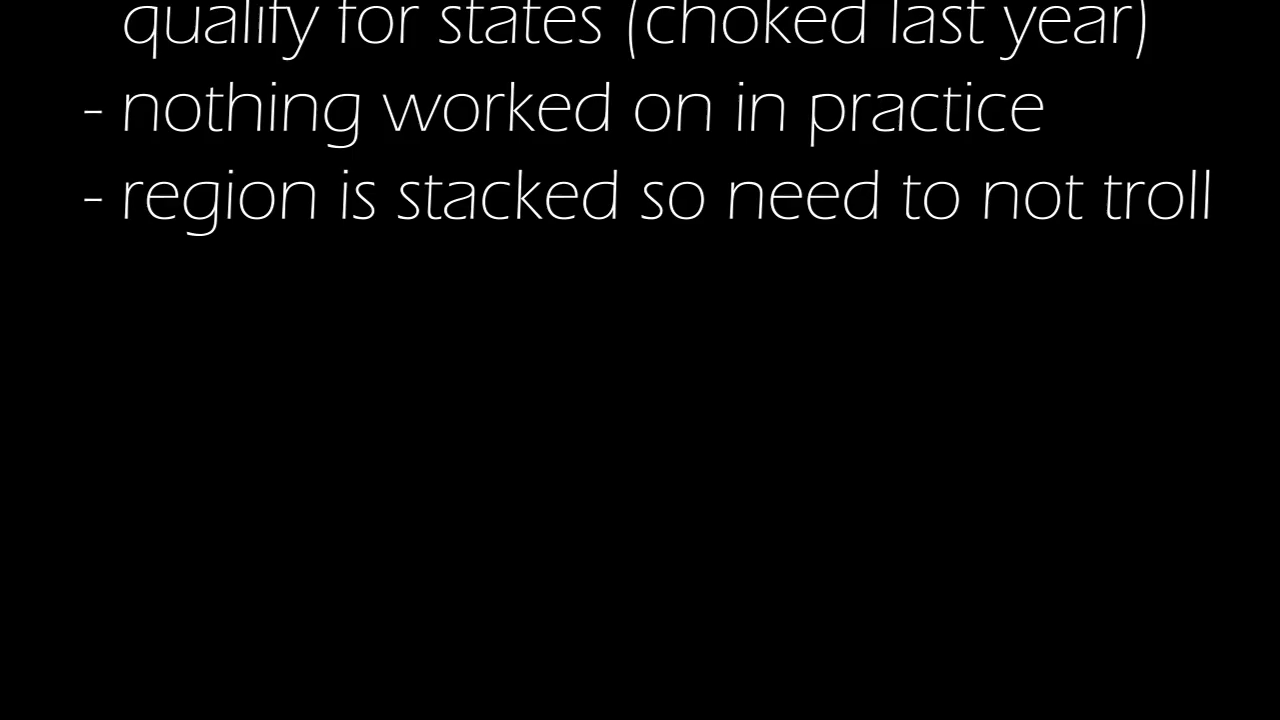 qualify for states (choked last year)
- nothing worked on in practice
- region is stacked so need to not troll